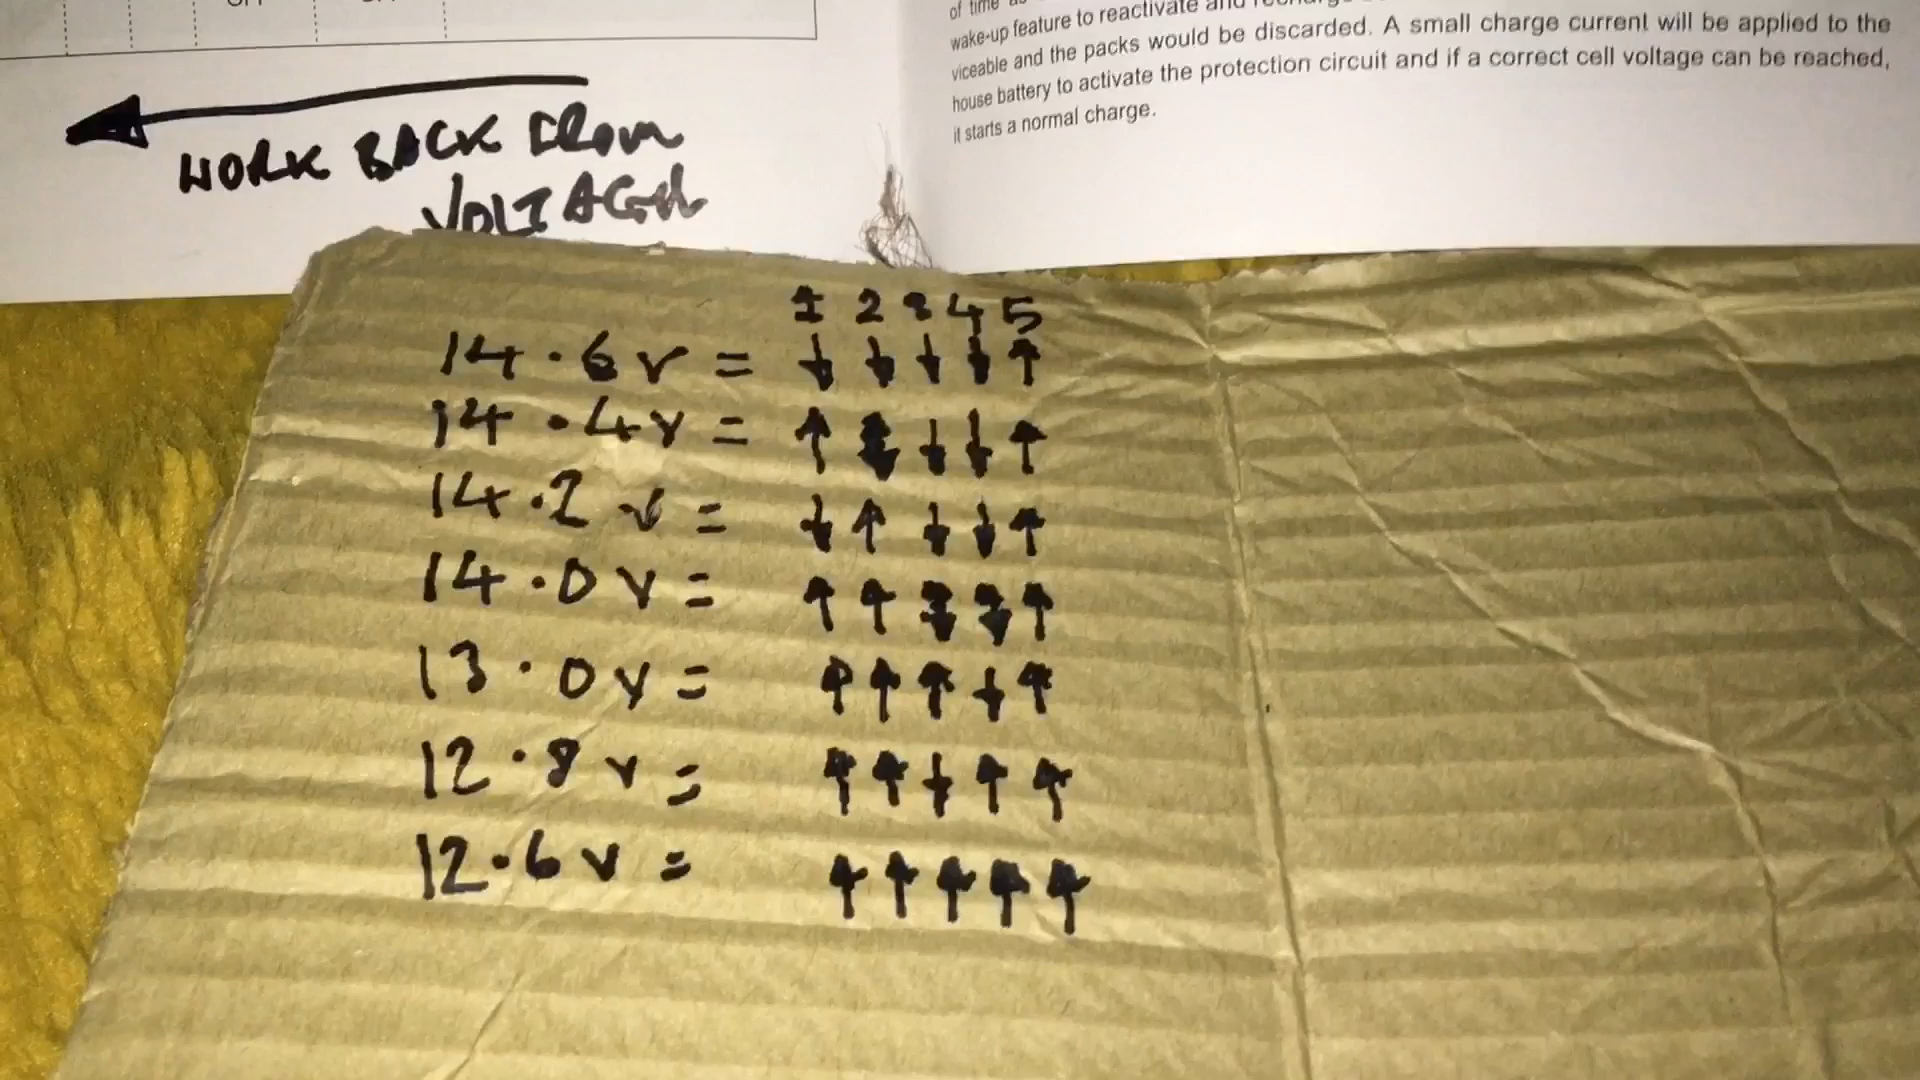 of time
wake-up feature to reactivate and
viceable and the packs would be discarded. A small charge current will be applied to the
house battery to activate the protection circuit and if a correct cell voltage can be reached,
it starts a normal charge.
WORK BACK FROM
VOLTAGE
1 2 3 4 5
14.6v = ↓ ↓ ↓ ↓ ↑
14.4v = ↑ ↓ ↓ ↓ ↑
14.2v = ↓ ↑ ↓ ↓ ↑
14.0v = ↑ ↑ ↓ ↓ ↑
13.0v = ↑ ↑ ↑ ↓ ↑
12.8v = ↑ ↑ ↓ ↑ ↑
12.6v = ↑ ↑ ↑ ↑ ↑